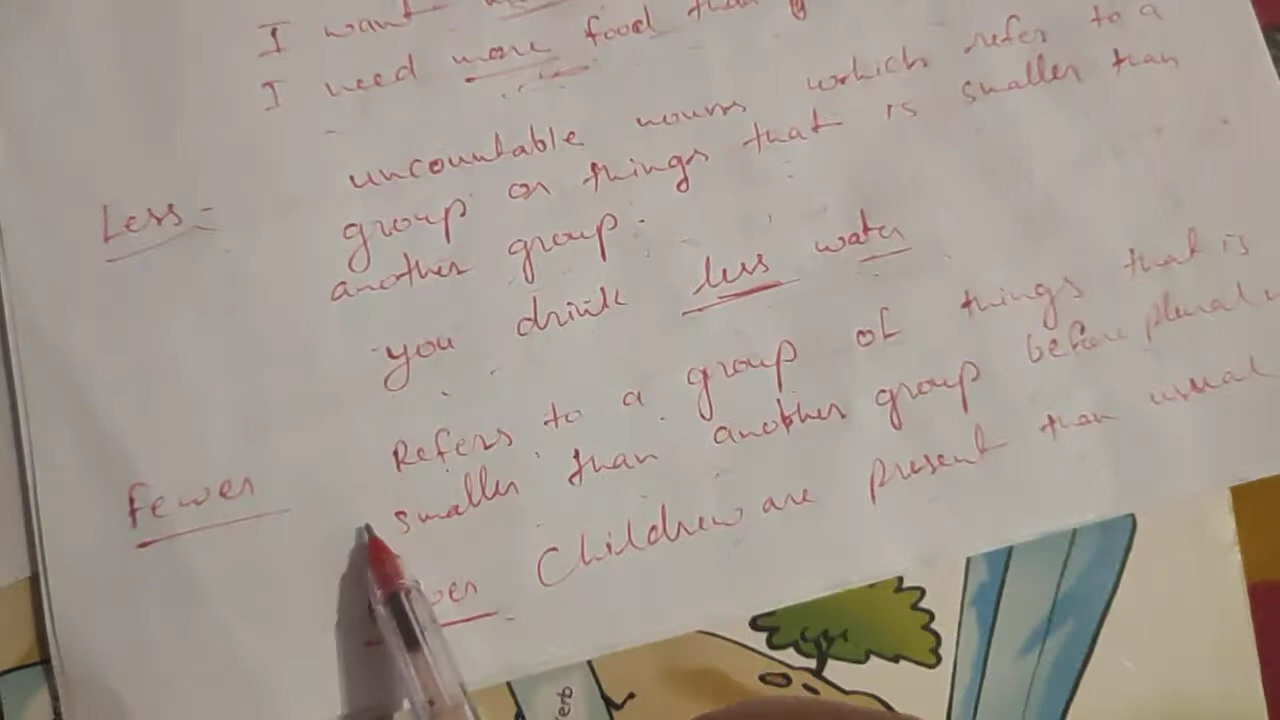 I want
I need more food than
Less - uncountable nouns which refer to a
group or things that is smaller than
another group.
you drink less water
Fewer Refers to a group of things that is
smaller than another group before plural
Children are present than usual
erb